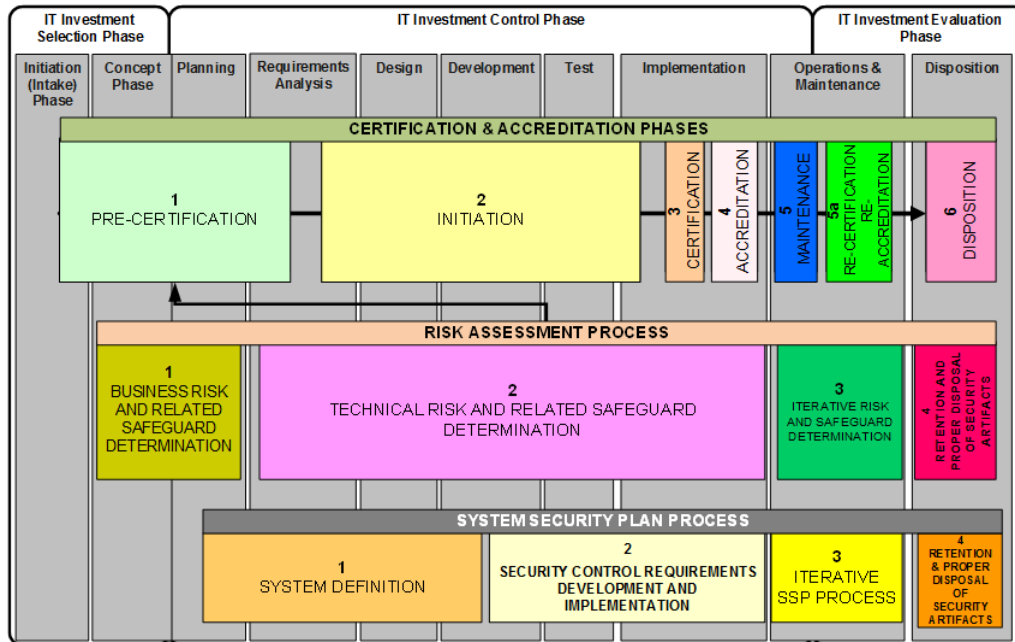 IT Investment
Selection Phase
IT Investment Control Phase
IT Investment Evaluation
Phase
Initiation
(Intake)
Phase
Concept
Phase
Planning
Requirements
Analysis
Design
Development
Test
Implementation
Operations &
Maintenance
Disposition
CERTIFICATION & ACCREDITATION PHASES
1
PRE-CERTIFICATION
2
INITIATION
3
CERTIFICATION
4
ACCREDITATION
5
MAINTENANCE
5a
RE-CERTIFICATION
RE-
ACCREDITATION
6
DISPOSITION
RISK ASSESSMENT PROCESS
1
BUSINESS RISK
AND RELATED
SAFEGUARD
DETERMINATION
2
TECHNICAL RISK AND RELATED SAFEGUARD
DETERMINATION
3
ITERATIVE RISK
AND SAFEGUARD
DETERMINATION
4
RETENTION AND
PROPER DISPOSAL
OF SECURITY
ARTIFACTS
SYSTEM SECURITY PLAN PROCESS
1
SYSTEM DEFINITION
2
SECURITY CONTROL REQUIREMENTS
DEVELOPMENT AND
IMPLEMENTATION
3
ITERATIVE
SSP PROCESS
4
RETENTION
& PROPER
DISPOSAL
OF
SECURITY
ARTIFACTS